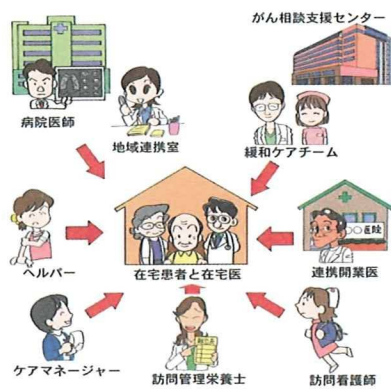 がん相談支援センター
病院医師
地域連携室
緩和ケアチーム
〇〇医院
ヘルパー
在宅患者と在宅医
連携開業医
ケアマネージャー
訪問管理栄養士
訪問看護師